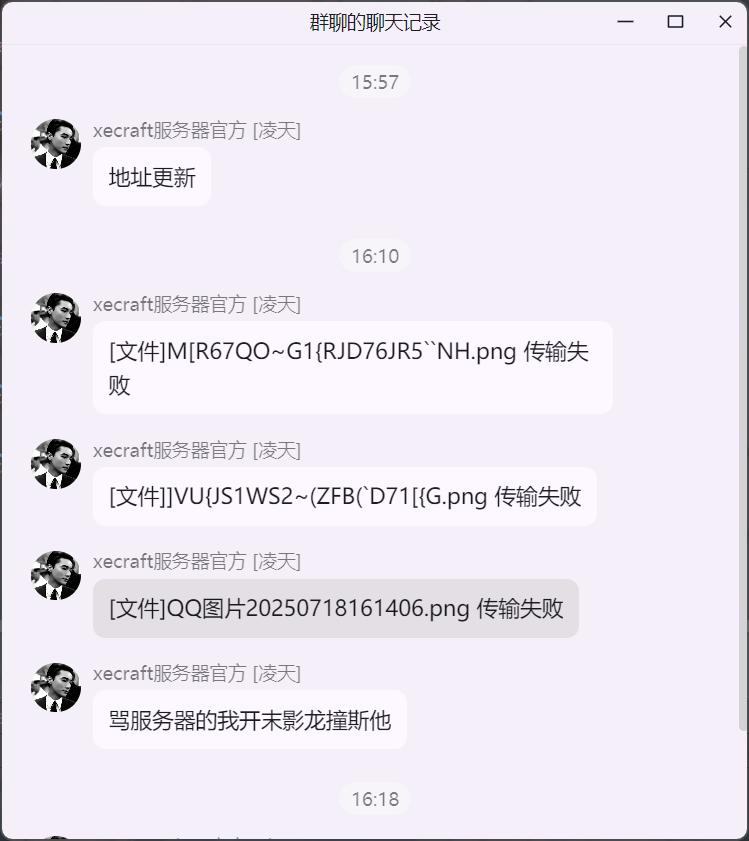 群聊的聊天记录
15:57
xecraft服务器官方 [凌天]
地址更新
16:10
xecraft服务器官方 [凌天]
[文件]M[R67QO~G1{RJD76JR5``NH.png 传输失
败
xecraft服务器官方 [凌天]
[文件]]VU{JS1WS2~(ZFB(`D71[{G.png 传输失败
xecraft服务器官方 [凌天]
[文件]QQ图片20250718161406.png 传输失败
xecraft服务器官方 [凌天]
骂服务器的我开末影龙撞斯他
16:18